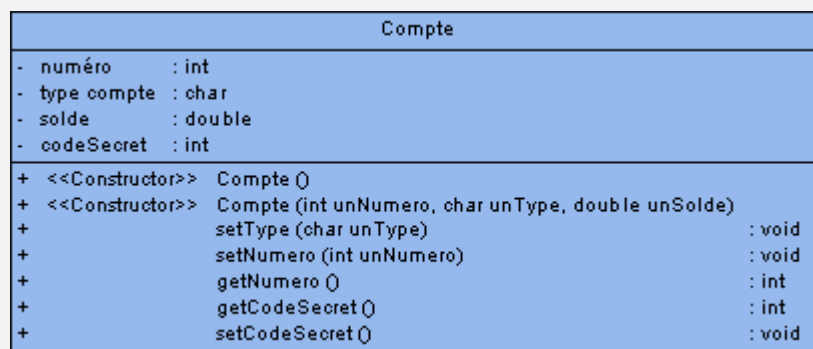 Compte
- numéro : int
- type compte : char
- solde : double
- codeSecret : int
+ <<Constructor>> Compte ()
+ <<Constructor>> Compte (int unNumero, char unType, double unSolde)
+ setType (char unType) : void
+ setNumero (int unNumero) : void
+ getNumero () : int
+ getCodeSecret () : int
+ setCodeSecret () : void